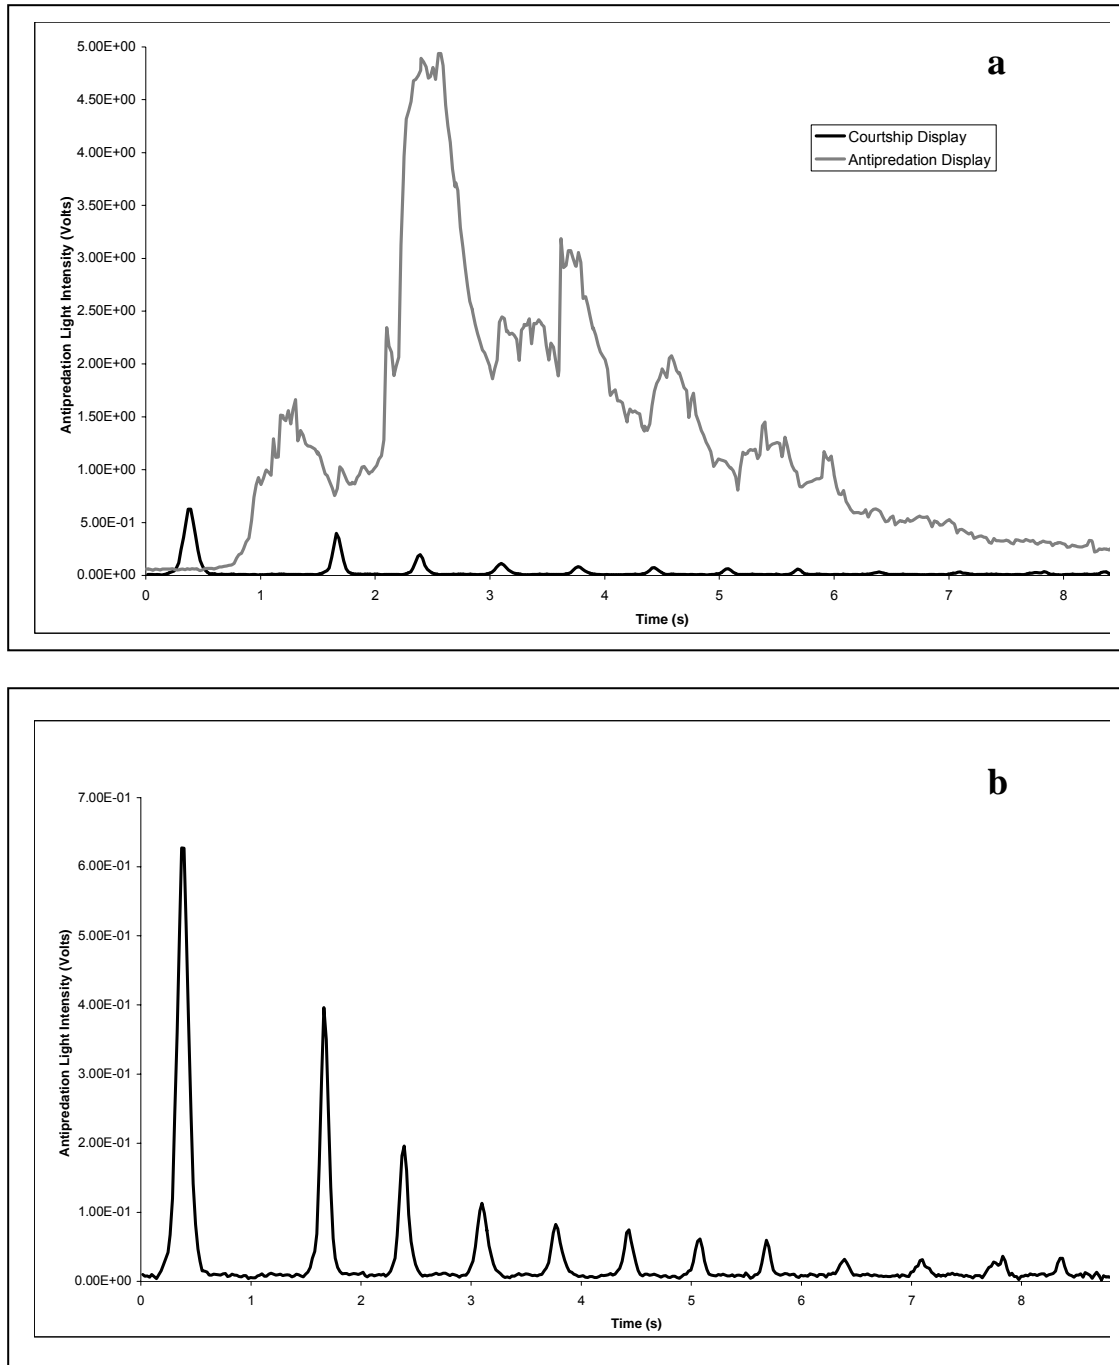 a
5.00E+00
4.50E+00
4.00E+00
3.50E+00
3.00E+00
2.50E+00
2.00E+00
1.50E+00
1.00E+00
5.00E-01
0.00E+00
Antipredation Light Intensity (Volts)
Courtship Display
Antipredation Display
0 1 2 3 4 5 6 7 8
Time (s)
b
7.00E-01
6.00E-01
5.00E-01
4.00E-01
3.00E-01
2.00E-01
1.00E-01
0.00E+00
Antipredation Light Intensity (Volts)
0 1 2 3 4 5 6 7 8
Time (s)